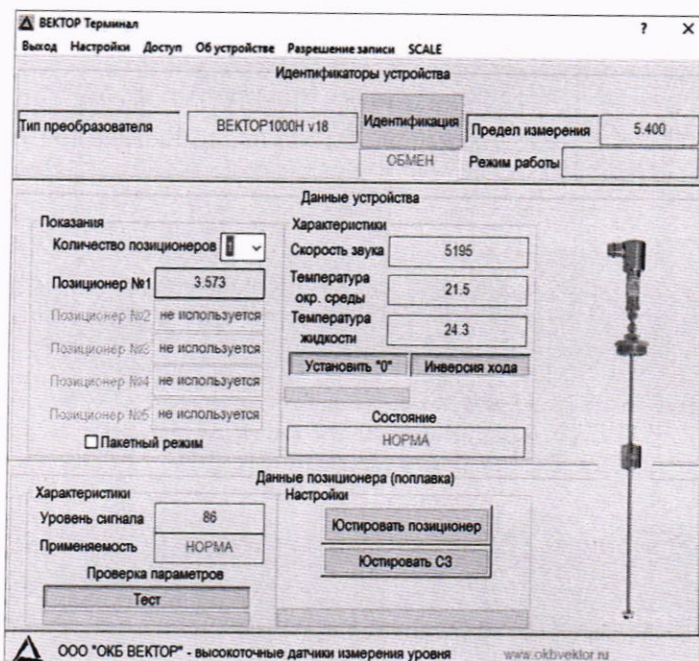 ВЕКТОР Терминал ? X
Выход Настройки Доступ Об устройстве Разрешение записи SCALE
Идентификаторы устройства
Тип преобразователя ВЕКТОР1000Н v18 Идентификация Предел измерения 5.400
ОБМЕН Режим работы
Данные устройства
Показания
Количество позиционеров 1
Позиционер №1 3.573
Позиционер №2 не используется
Позиционер №3 не используется
Позиционер №4 не используется
Позиционер №5 не используется
Пакетный режим
Характеристики
Скорость звука 5195
Температура
окр. среды 21.5
Температура
жидкости 24.3
Установить "0" Инверсия хода
Состояние
НОРМА
Данные позиционера (поплавка)
Характеристики
Уровень сигнала 86
Применяемость НОРМА
Проверка параметров
Тест
Настройки
Юстировать позиционер
Юстировать СЗ
ООО "ОКБ ВЕКТОР" - высокоточные датчики измерения уровня www.okbvektor.ru